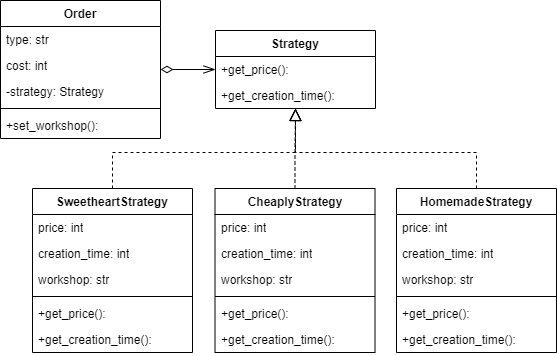 Order
type: str
cost: int
-strategy: Strategy
+set_workshop():
Strategy
+get_price():
+get_creation_time():
SweetheartStrategy
price: int
creation_time: int
workshop: str
+get_price():
+get_creation_time():
CheaplyStrategy
price: int
creation_time: int
workshop: str
+get_price():
+get_creation_time():
HomemadeStrategy
price: int
creation_time: int
workshop: str
+get_price():
+get_creation_time():